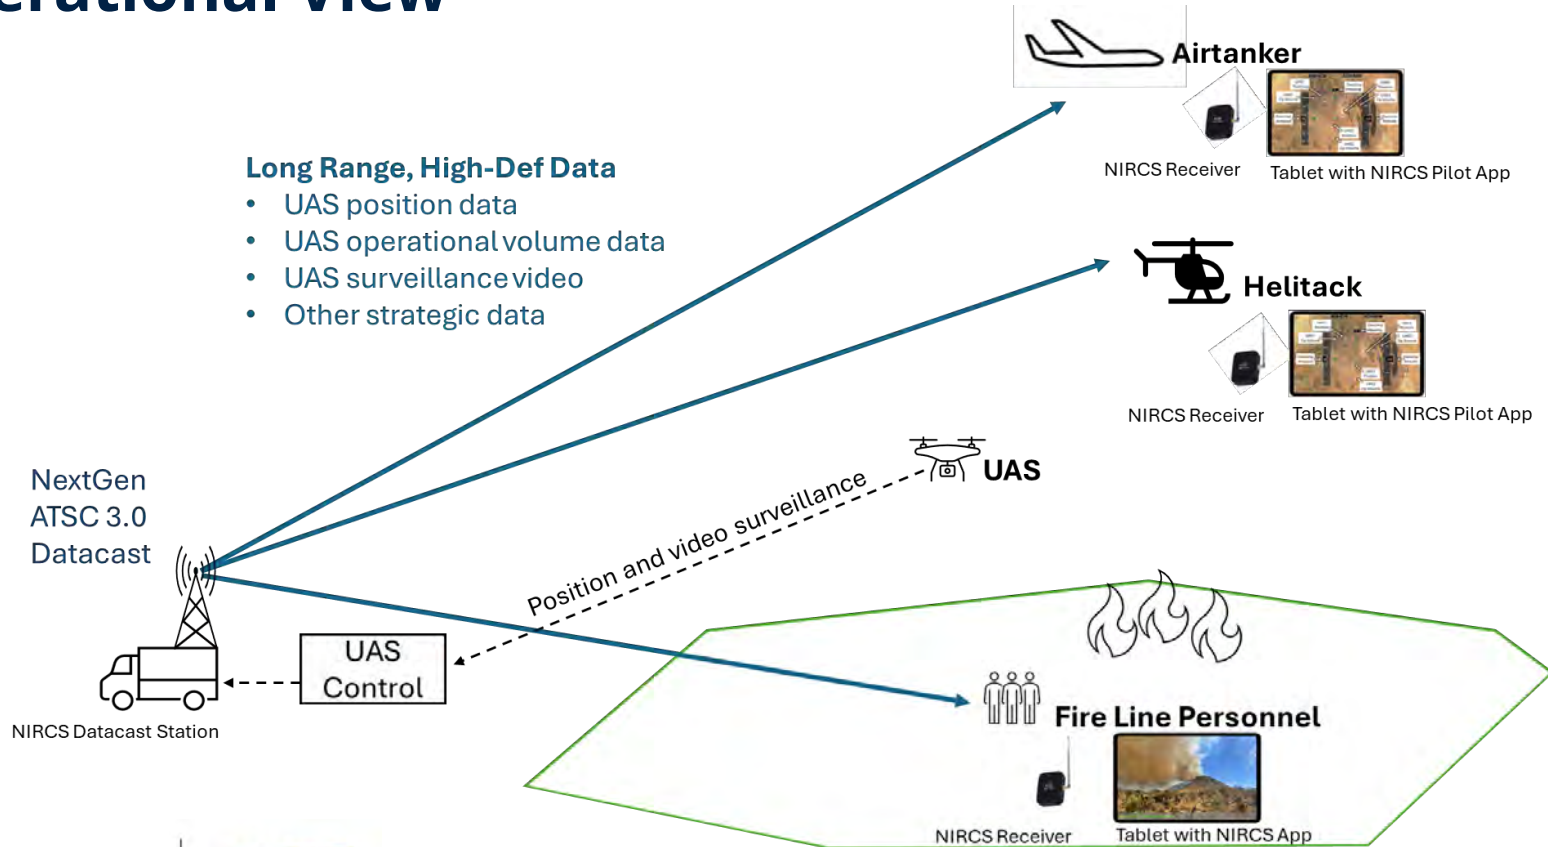 erational View
Airtanker
NIRCS Receiver
Tablet with NIRCS Pilot App
Long Range, High-Def Data
• UAS position data
• UAS operational volume data
• UAS surveillance video
• Other strategic data
Helitack
NIRCS Receiver
Tablet with NIRCS Pilot App
UAS
Position and video surveillance
NextGen
ATSC 3.0
Datacast
UAS
Control
NIRCS Datacast Station
Fire Line Personnel
NIRCS Receiver
Tablet with NIRCS App